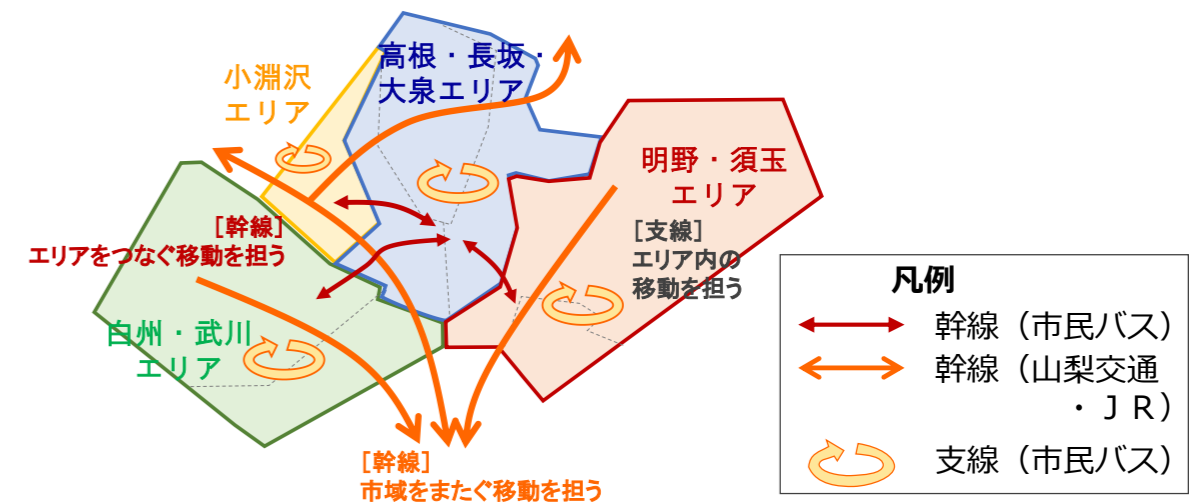 高根・長坂・
大泉エリア
小淵沢
エリア
明野・須玉
エリア
[幹線]
エリアをつなぐ移動を担う
[支線]
エリア内の
移動を担う
白州・武川
エリア
[幹線]
市域をまたぐ移動を担う
凡例
幹線（市民バス）
幹線（山梨交通
・ＪＲ）
支線（市民バス）